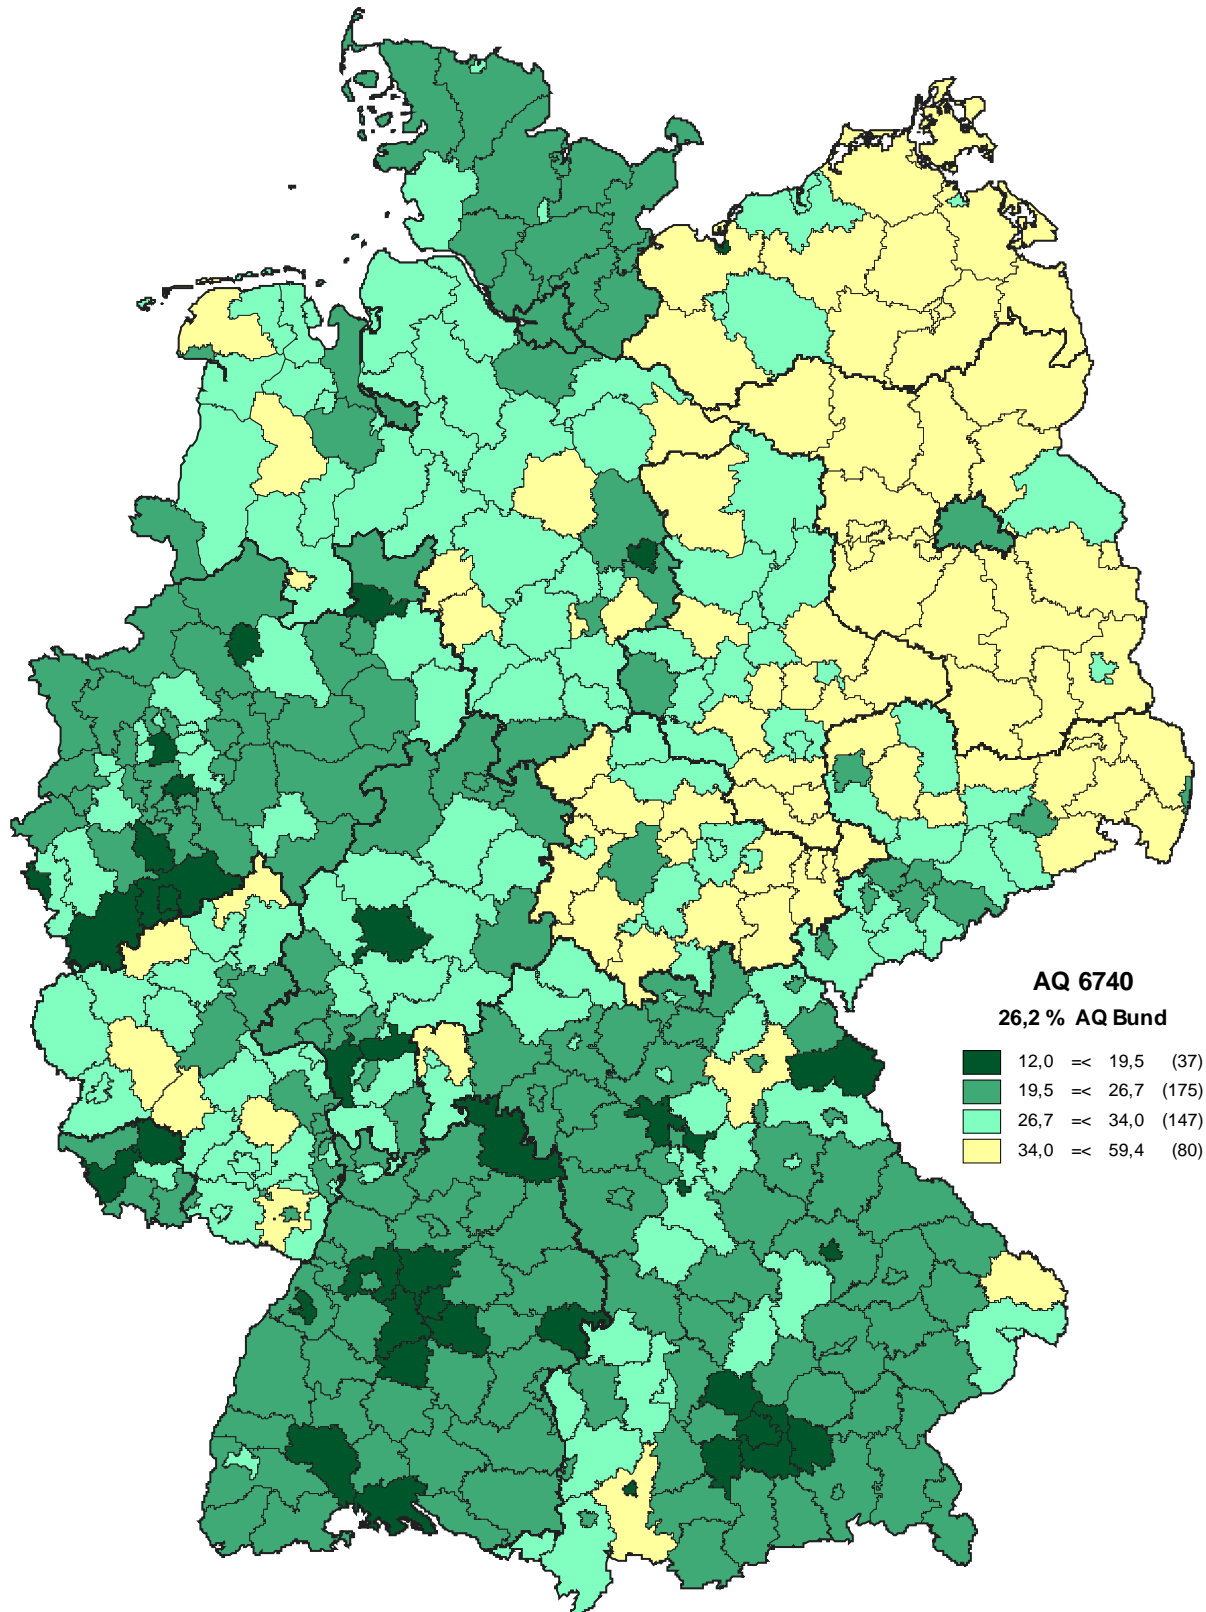 AQ 6740
26,2 % AQ Bund
12,0 =< 19,5 (37)
19,5 =< 26,7 (175)
26,7 =< 34,0 (147)
34,0 =< 59,4 (80)